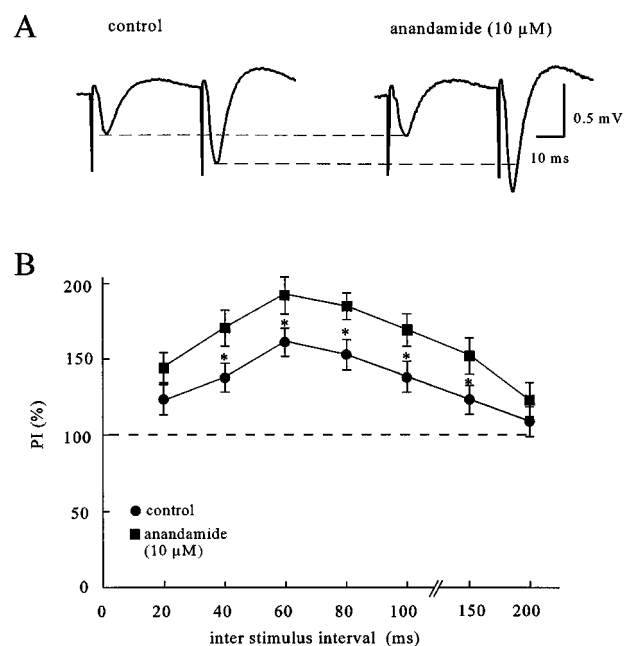 A
control
anandamide (10 µM)
0.5 mV
10 ms
B
200
150
100
50
0
PI (%)
*
*
*
*
*
control
anandamide
(10 µM)
0 20 40 60 80 100 150 200
inter stimulus interval (ms)